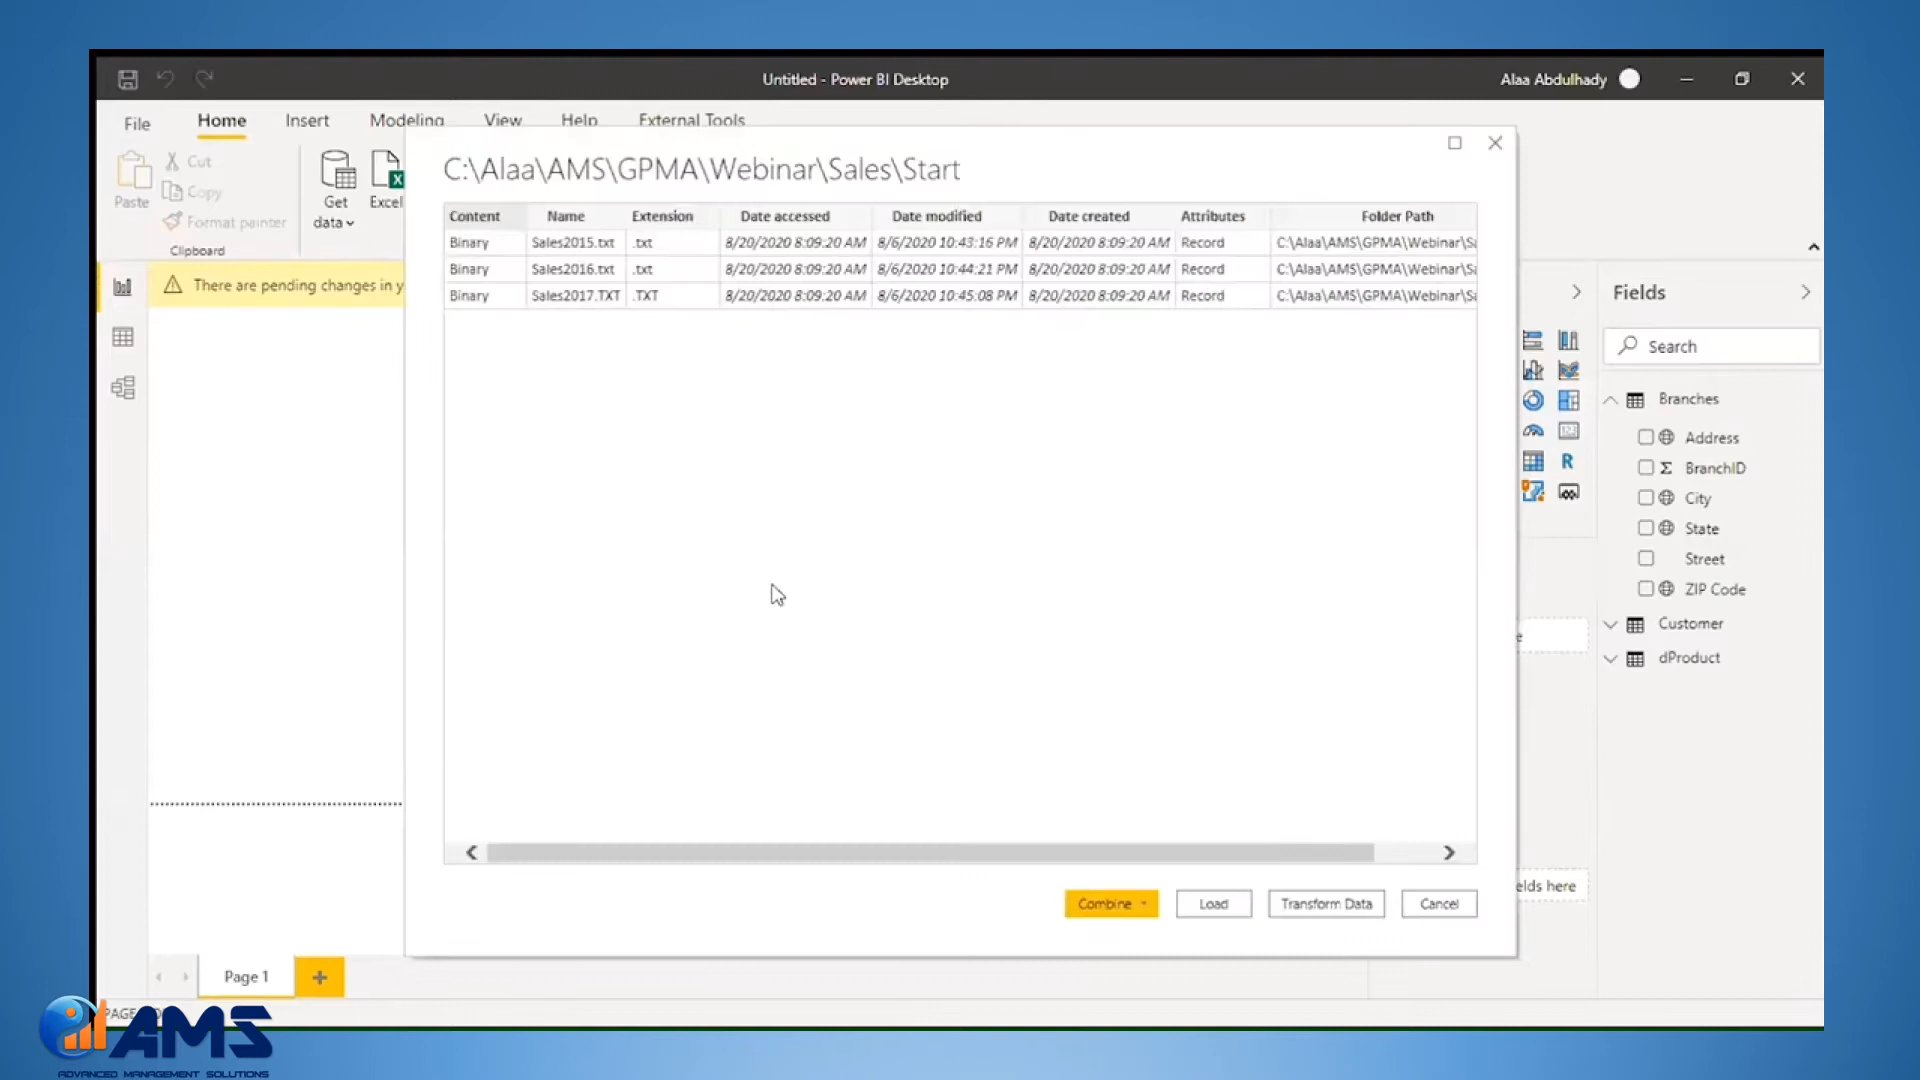 Untitled - Power BI Desktop
Alaa Abdulhady
File
Home
Insert
Modeling
View
Help
External Tools
Paste
Cut
Copy
Format painter
Clipboard
Get data
Excel
There are pending changes in y
C:\Alaa\AMS\GPMA\Webinar\Sales\Start
Content Name Extension Date accessed Date modified Date created Attributes Folder Path
Binary Sales2015.txt .txt 8/20/2020 8:09:20 AM 8/6/2020 10:43:16 PM 8/20/2020 8:09:20 AM Record C:\Alaa\AMS\GPMA\Webinar\Sa
Binary Sales2016.txt .txt 8/20/2020 8:09:20 AM 8/6/2020 10:44:21 PM 8/20/2020 8:09:20 AM Record C:\Alaa\AMS\GPMA\Webinar\Sa
Binary Sales2017.TXT .TXT 8/20/2020 8:09:20 AM 8/6/2020 10:45:08 PM 8/20/2020 8:09:20 AM Record C:\Alaa\AMS\GPMA\Webinar\Sa
Combine
Load
Transform Data
Cancel
Fields
Search
Branches
Address
BranchID
City
State
Street
ZIP Code
Customer
dProduct
R
elds here
Page 1
PAGE
AMS
ADVANCED MANAGEMENT SOLUTIONS